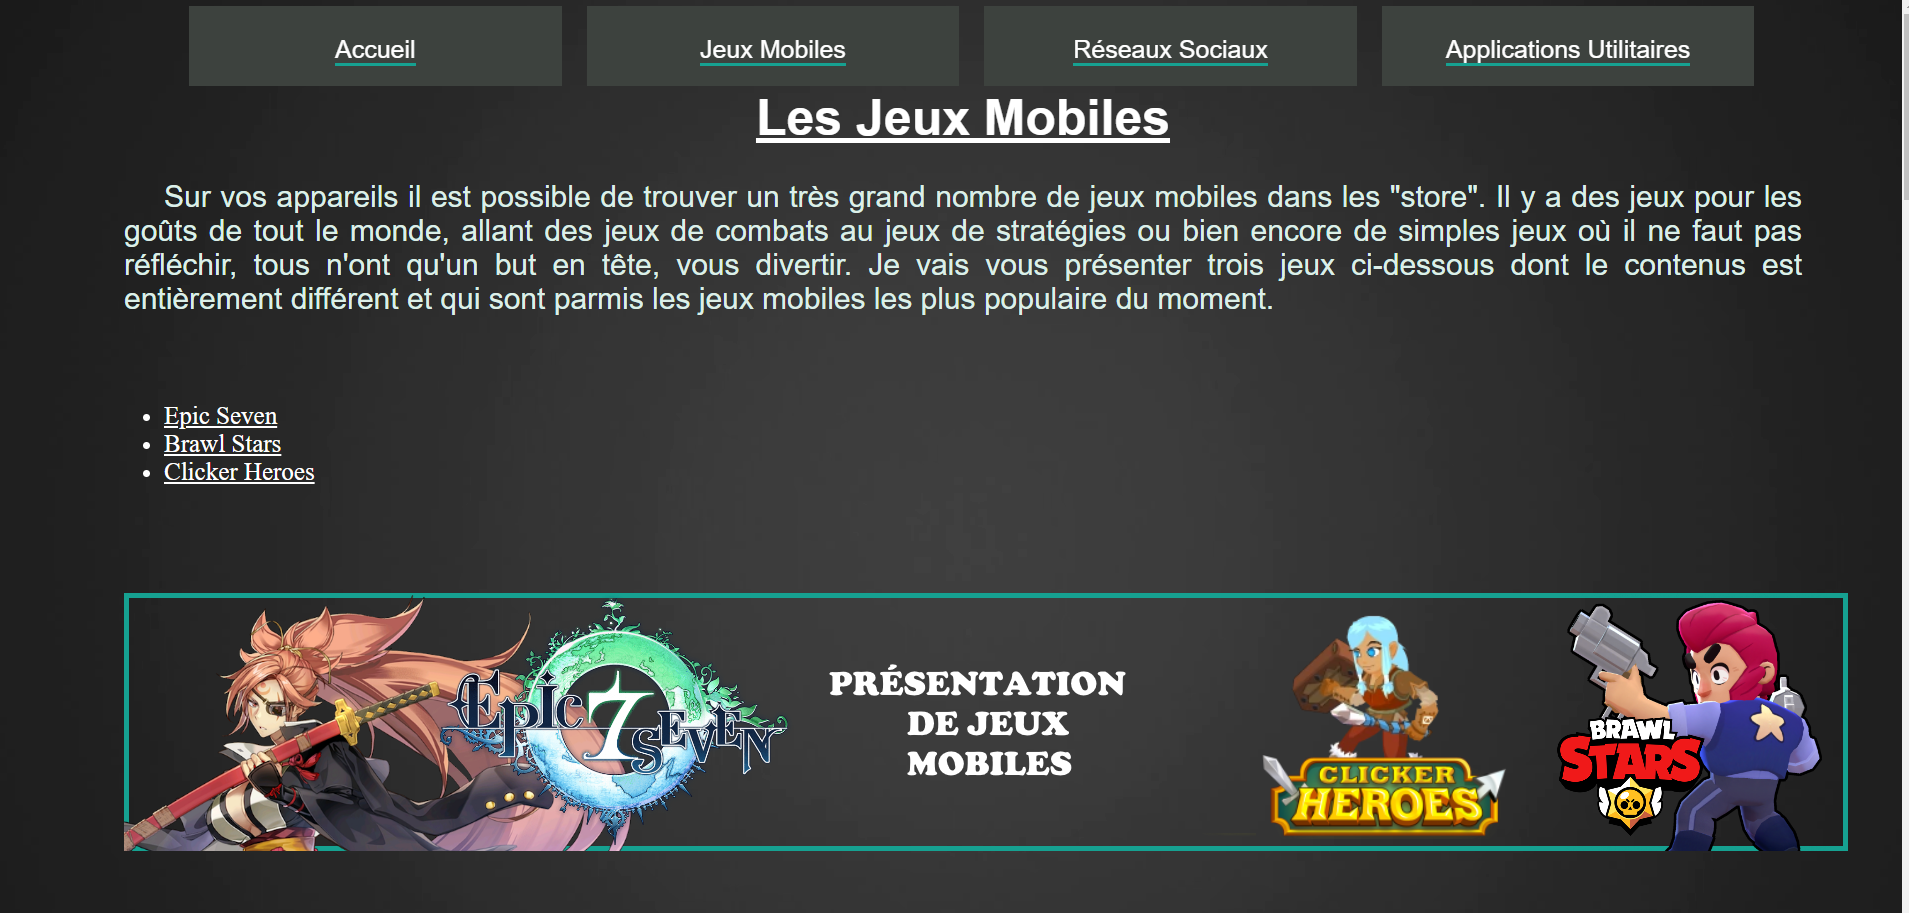 Accueil
Jeux Mobiles
Réseaux Sociaux
Applications Utilitaires
Les Jeux Mobiles
Sur vos appareils il est possible de trouver un très grand nombre de jeux mobiles dans les "store". Il y a des jeux pour les
goûts de tout le monde, allant des jeux de combats au jeux de stratégies ou bien encore de simples jeux où il ne faut pas
réfléchir, tous n'ont qu'un but en tête, vous divertir. Je vais vous présenter trois jeux ci-dessous dont le contenus est
entièrement différent et qui sont parmis les jeux mobiles les plus populaire du moment.
• Epic Seven
• Brawl Stars
• Clicker Heroes
EPIC 7 SEVEN
PRÉSENTATION
DE JEUX
MOBILES
CLICKER
HEROES
BRAWL
STARS